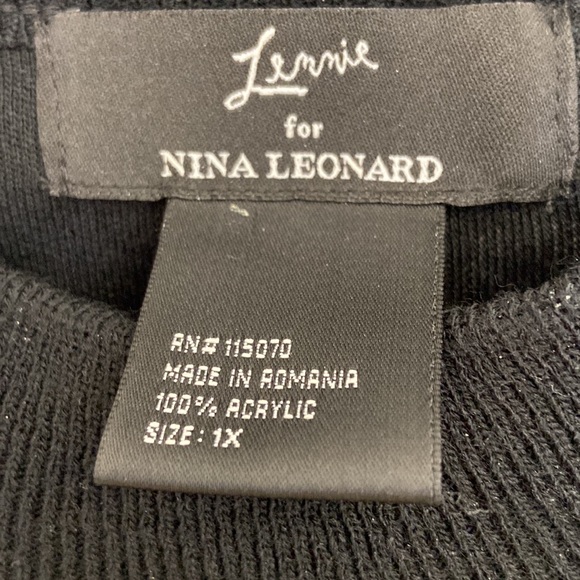 Lennie
for
NINA LEONARD
RN# 115070
MADE IN ROMANIA
100% ACRYLIC
SIZE: 1X